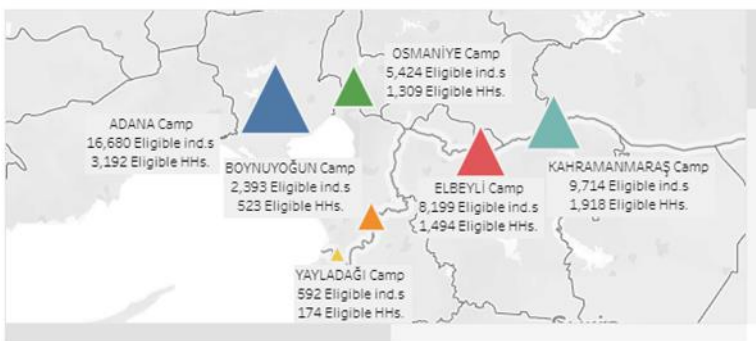 OSMANİYE Camp
5,424 Eligible ind.s
1,309 Eligible HHs.
ADANA Camp
16,680 Eligible ind.s
3,192 Eligible HHs.
BOYNUYOĞUN Camp
2,393 Eligible ind.s
523 Eligible HHs.
ELBEYLİ Camp
8,199 Eligible ind.s
1,494 Eligible HHs.
KAHRAMANMARAŞ Camp
9,714 Eligible ind.s
1,918 Eligible HHs.
YAYLADAĞI Camp
592 Eligible ind.s
174 Eligible HHs.